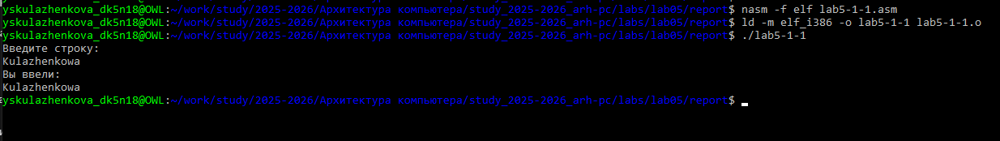 yskulazhenkova_dk5n18@OWL:~/work/study/2025-2026/Архитектура компьютера/study_2025-2026_arh-pc/labs/lab05/report$ nasm -f elf lab5-1-1.asm
yskulazhenkova_dk5n18@OWL:~/work/study/2025-2026/Архитектура компьютера/study_2025-2026_arh-pc/labs/lab05/report$ ld -m elf_i386 -o lab5-1-1 lab5-1-1.o
yskulazhenkova_dk5n18@OWL:~/work/study/2025-2026/Архитектура компьютера/study_2025-2026_arh-pc/labs/lab05/report$ ./lab5-1-1
Введите строку:
Kulazhenkowa
Вы ввели:
Kulazhenkowa
yskulazhenkova_dk5n18@OWL:~/work/study/2025-2026/Архитектура компьютера/study_2025-2026_arh-pc/labs/lab05/report$